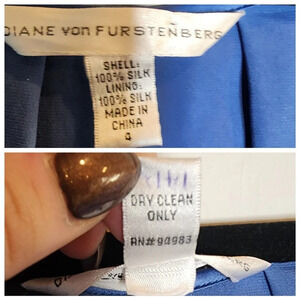 DIANE VON FURSTENBERG
SHELL:
100% SILK
LINING:
100% SILK
MADE IN
CHINA
4
DRY CLEAN
ONLY
RN#94983